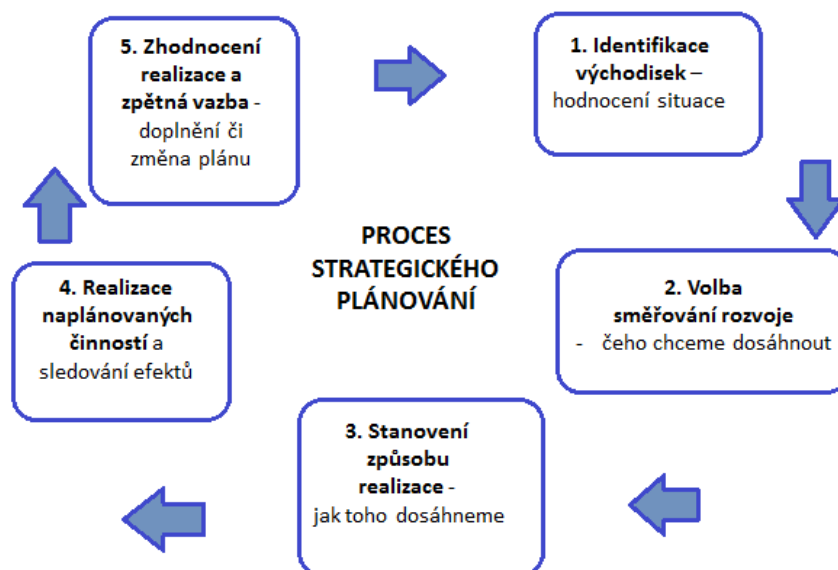 5. Zhodnocení
realizace a
zpětná vazba -
doplnění či
změna plánu
1. Identifikace
východisek –
hodnocení situace
PROCES
STRATEGICKÉHO
PLÁNOVÁNÍ
2. Volba
směřování rozvoje
- čeho chceme dosáhnout
4. Realizace
naplánovaných
činností a
sledování efektů
3. Stanovení
způsobu
realizace -
jak toho dosáhneme